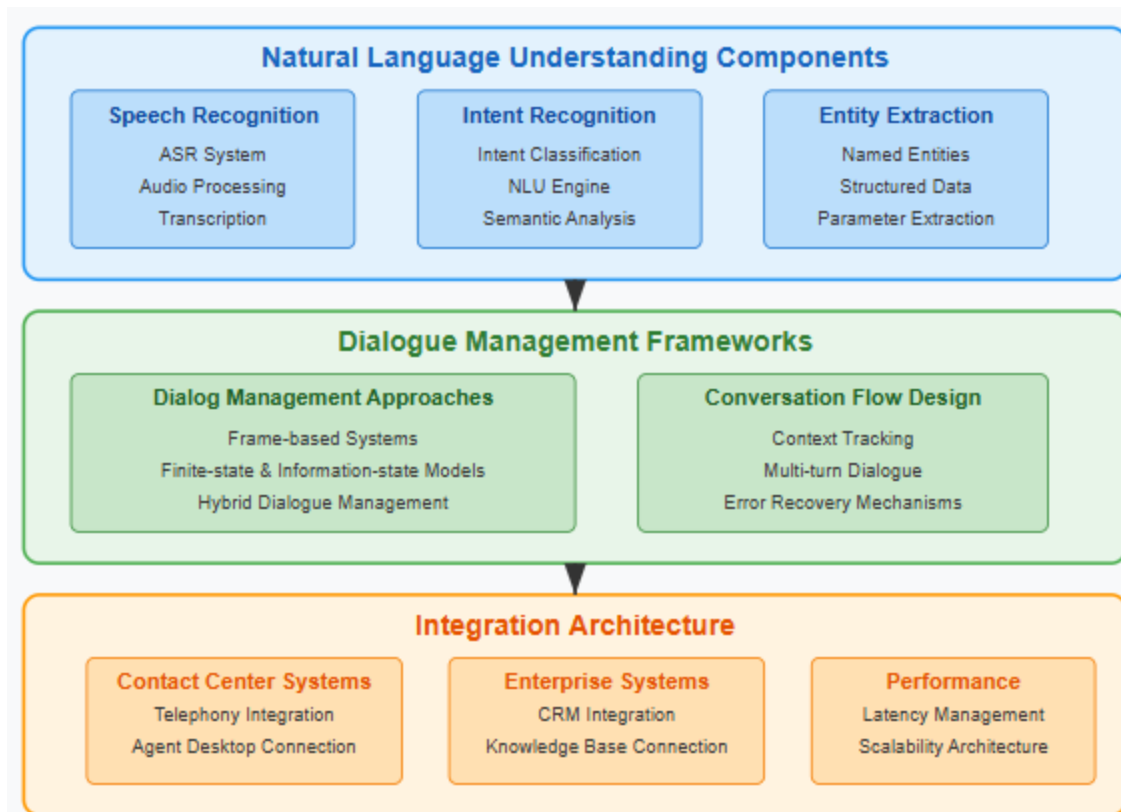 Natural Language Understanding Components
Speech Recognition
ASR System
Audio Processing
Transcription
Intent Recognition
Intent Classification
NLU Engine
Semantic Analysis
Entity Extraction
Named Entities
Structured Data
Parameter Extraction
Dialogue Management Frameworks
Dialog Management Approaches
Frame-based Systems
Finite-state & Information-state Models
Hybrid Dialogue Management
Conversation Flow Design
Context Tracking
Multi-turn Dialogue
Error Recovery Mechanisms
Integration Architecture
Contact Center Systems
Telephony Integration
Agent Desktop Connection
Enterprise Systems
CRM Integration
Knowledge Base Connection
Performance
Latency Management
Scalability Architecture